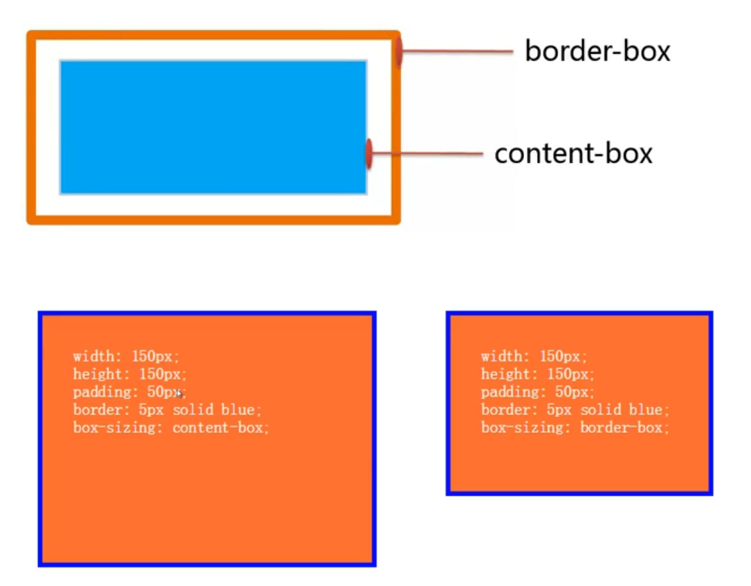 border-box
content-box
width: 150px;
height: 150px;
padding: 50px;
border: 5px solid blue;
box-sizing: content-box;
width: 150px;
height: 150px;
padding: 50px;
border: 5px solid blue;
box-sizing: border-box;